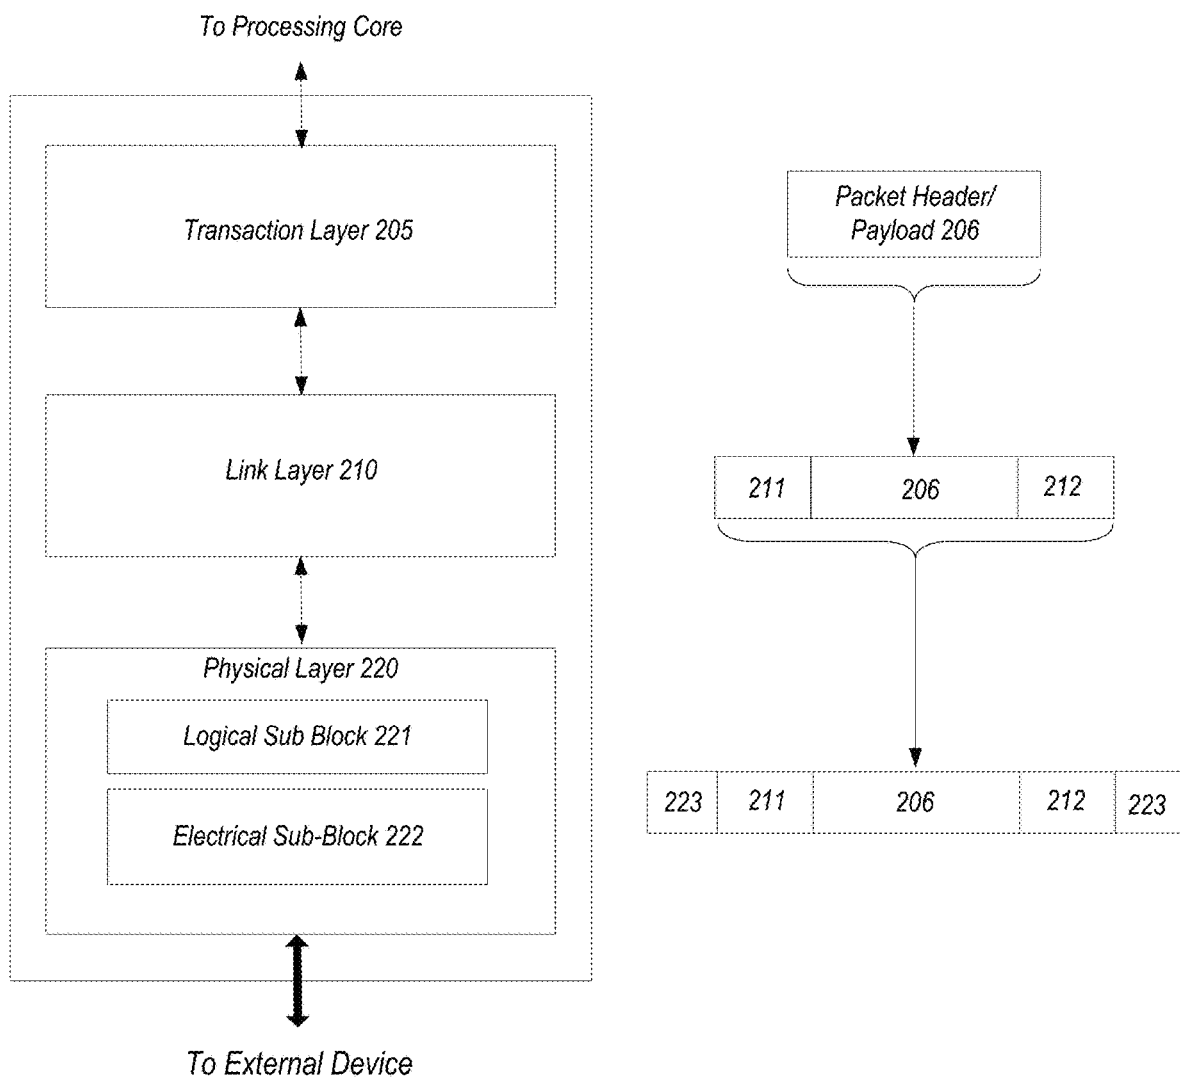 To Processing Core
Transaction Layer 205
Packet Header/
Payload 206
Link Layer 210
211 206 212
Physical Layer 220
Logical Sub Block 221
Electrical Sub-Block 222
223 211 206 212 223
To External Device